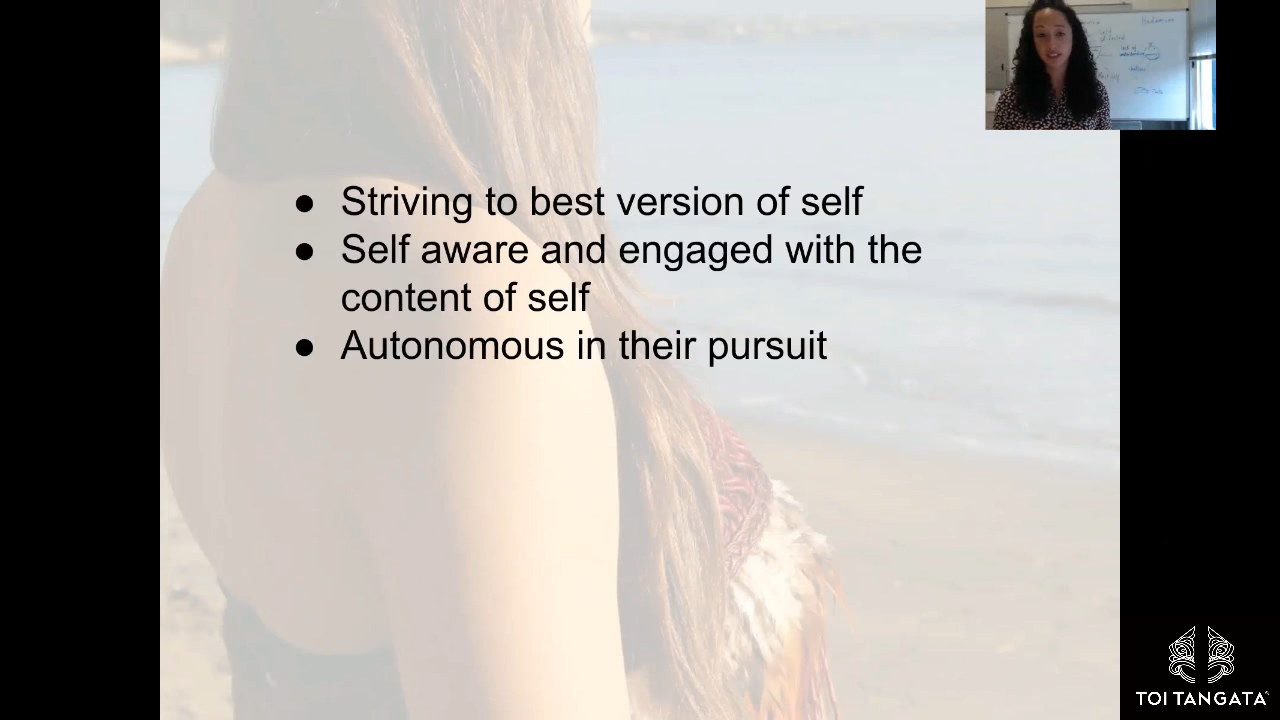 ● Striving to best version of self
● Self aware and engaged with the
content of self
● Autonomous in their pursuit
TOI TANGATA